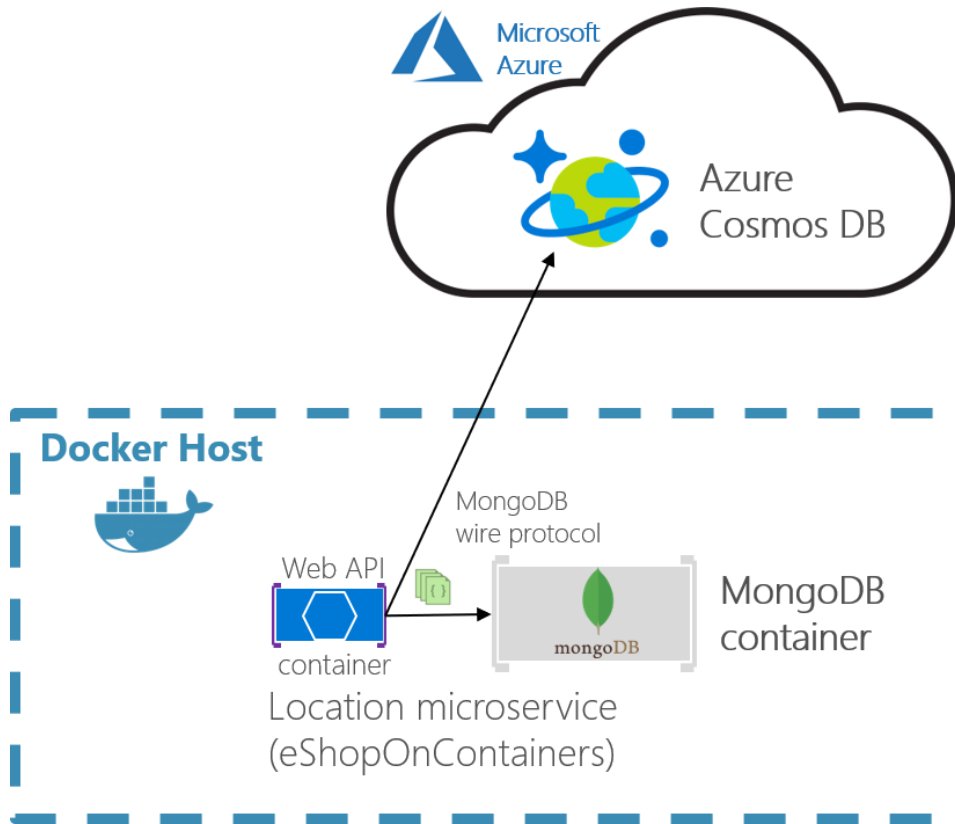 Microsoft
Azure
Azure
Cosmos DB
Docker Host
MongoDB
wire protocol
Web API
{ }
mongoDB
MongoDB
container
container
Location microservice
(eShopOnContainers)